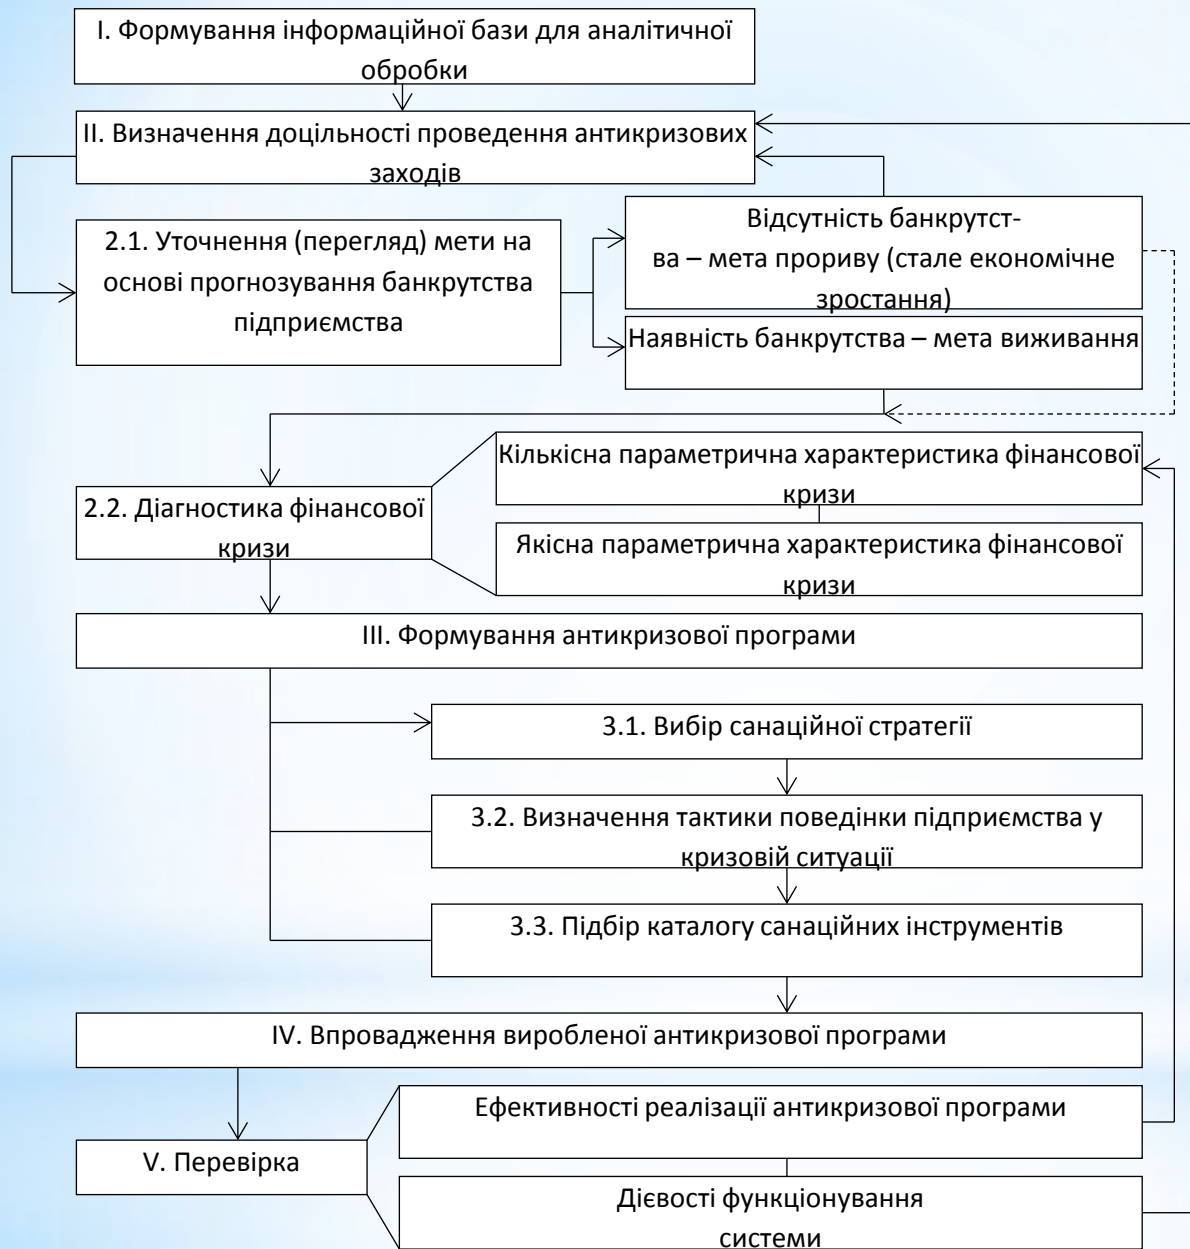 I. Формування інформаційної бази для аналітичної
обробки
II. Визначення доцільності проведення антикризових
заходів
2.1. Уточнення (перегляд) мети на
основі прогнозування банкрутства
підприємства
Відсутність банкрутст-
ва – мета прориву (стале економічне
зростання)
Наявність банкрутства – мета виживання
2.2. Діагностика фінансової
кризи
Кількісна параметрична характеристика фінансової
кризи
Якісна параметрична характеристика фінансової
кризи
III. Формування антикризової програми
3.1. Вибір санаційної стратегії
3.2. Визначення тактики поведінки підприємства у
кризовій ситуації
3.3. Підбір каталогу санаційних інструментів
IV. Впровадження виробленої антикризової програми
V. Перевірка
Ефективності реалізації антикризової програми
Дієвості функціонування
системи